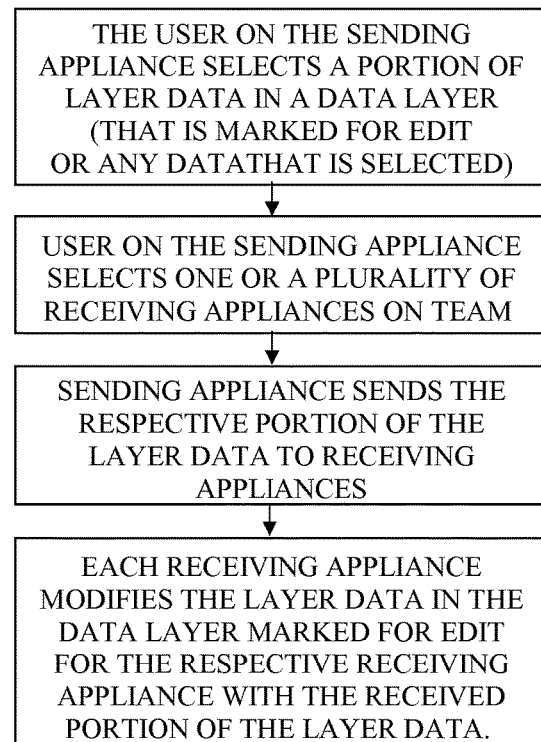 THE USER ON THE SENDING
APPLIANCE SELECTS A PORTION OF
LAYER DATA IN A DATA LAYER
(THAT IS MARKED FOR EDIT
OR ANY DATATHAT IS SELECTED)
USER ON THE SENDING APPLIANCE
SELECTS ONE OR A PLURALITY OF
RECEIVING APPLIANCES ON TEAM
SENDING APPLIANCE SENDS THE
RESPECTIVE PORTION OF THE
LAYER DATA TO RECEIVING
APPLIANCES
EACH RECEIVING APPLIANCE
MODIFIES THE LAYER DATA IN THE
DATA LAYER MARKED FOR EDIT
FOR THE RESPECTIVE RECEIVING
APPLIANCE WITH THE RECEIVED
PORTION OF THE LAYER DATA.